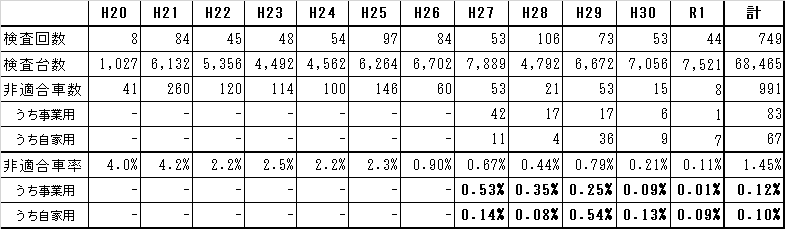 H20 H21 H22 H23 H24 H25 H26 H27 H28 H29 H30 R1 計
検査回数 8 84 45 48 54 97 84 53 106 73 53 44 749
検査台数 1,027 6,132 5,356 4,492 4,562 6,264 6,702 7,889 4,792 6,672 7,056 7,521 68,465
非適合車数 41 260 120 114 100 146 60 53 21 53 15 8 991
うち事業用 - - - - - - - 42 17 17 6 1 83
うち自家用 - - - - - - - 11 4 36 9 7 67
非適合車率 4.0% 4.2% 2.2% 2.5% 2.2% 2.3% 0.90% 0.67% 0.44% 0.79% 0.21% 0.11% 1.45%
うち事業用 - - - - - - - 0.53% 0.35% 0.25% 0.09% 0.01% 0.12%
うち自家用 - - - - - - - 0.14% 0.08% 0.54% 0.13% 0.09% 0.10%